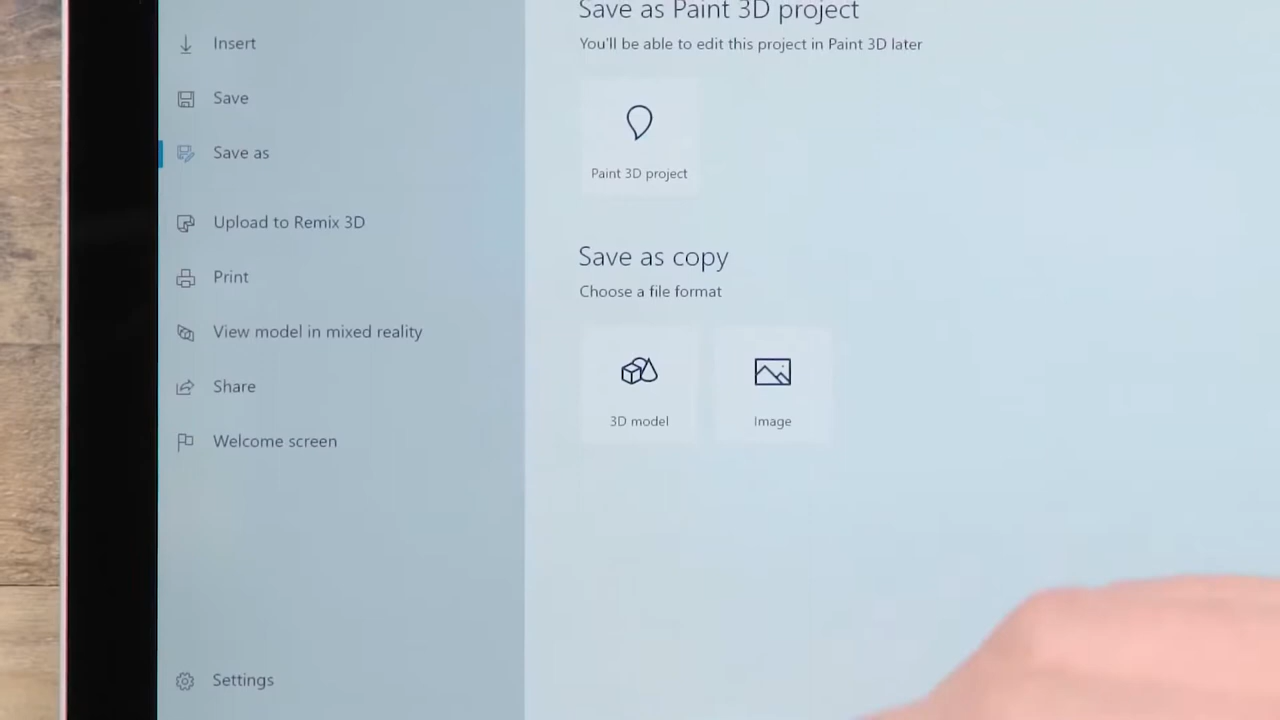 Insert
Save
Save as
Upload to Remix 3D
Print
View model in mixed reality
Share
Welcome screen
Settings
Save as Paint 3D project
You'll be able to edit this project in Paint 3D later
Paint 3D project
Save as copy
Choose a file format
3D model
Image